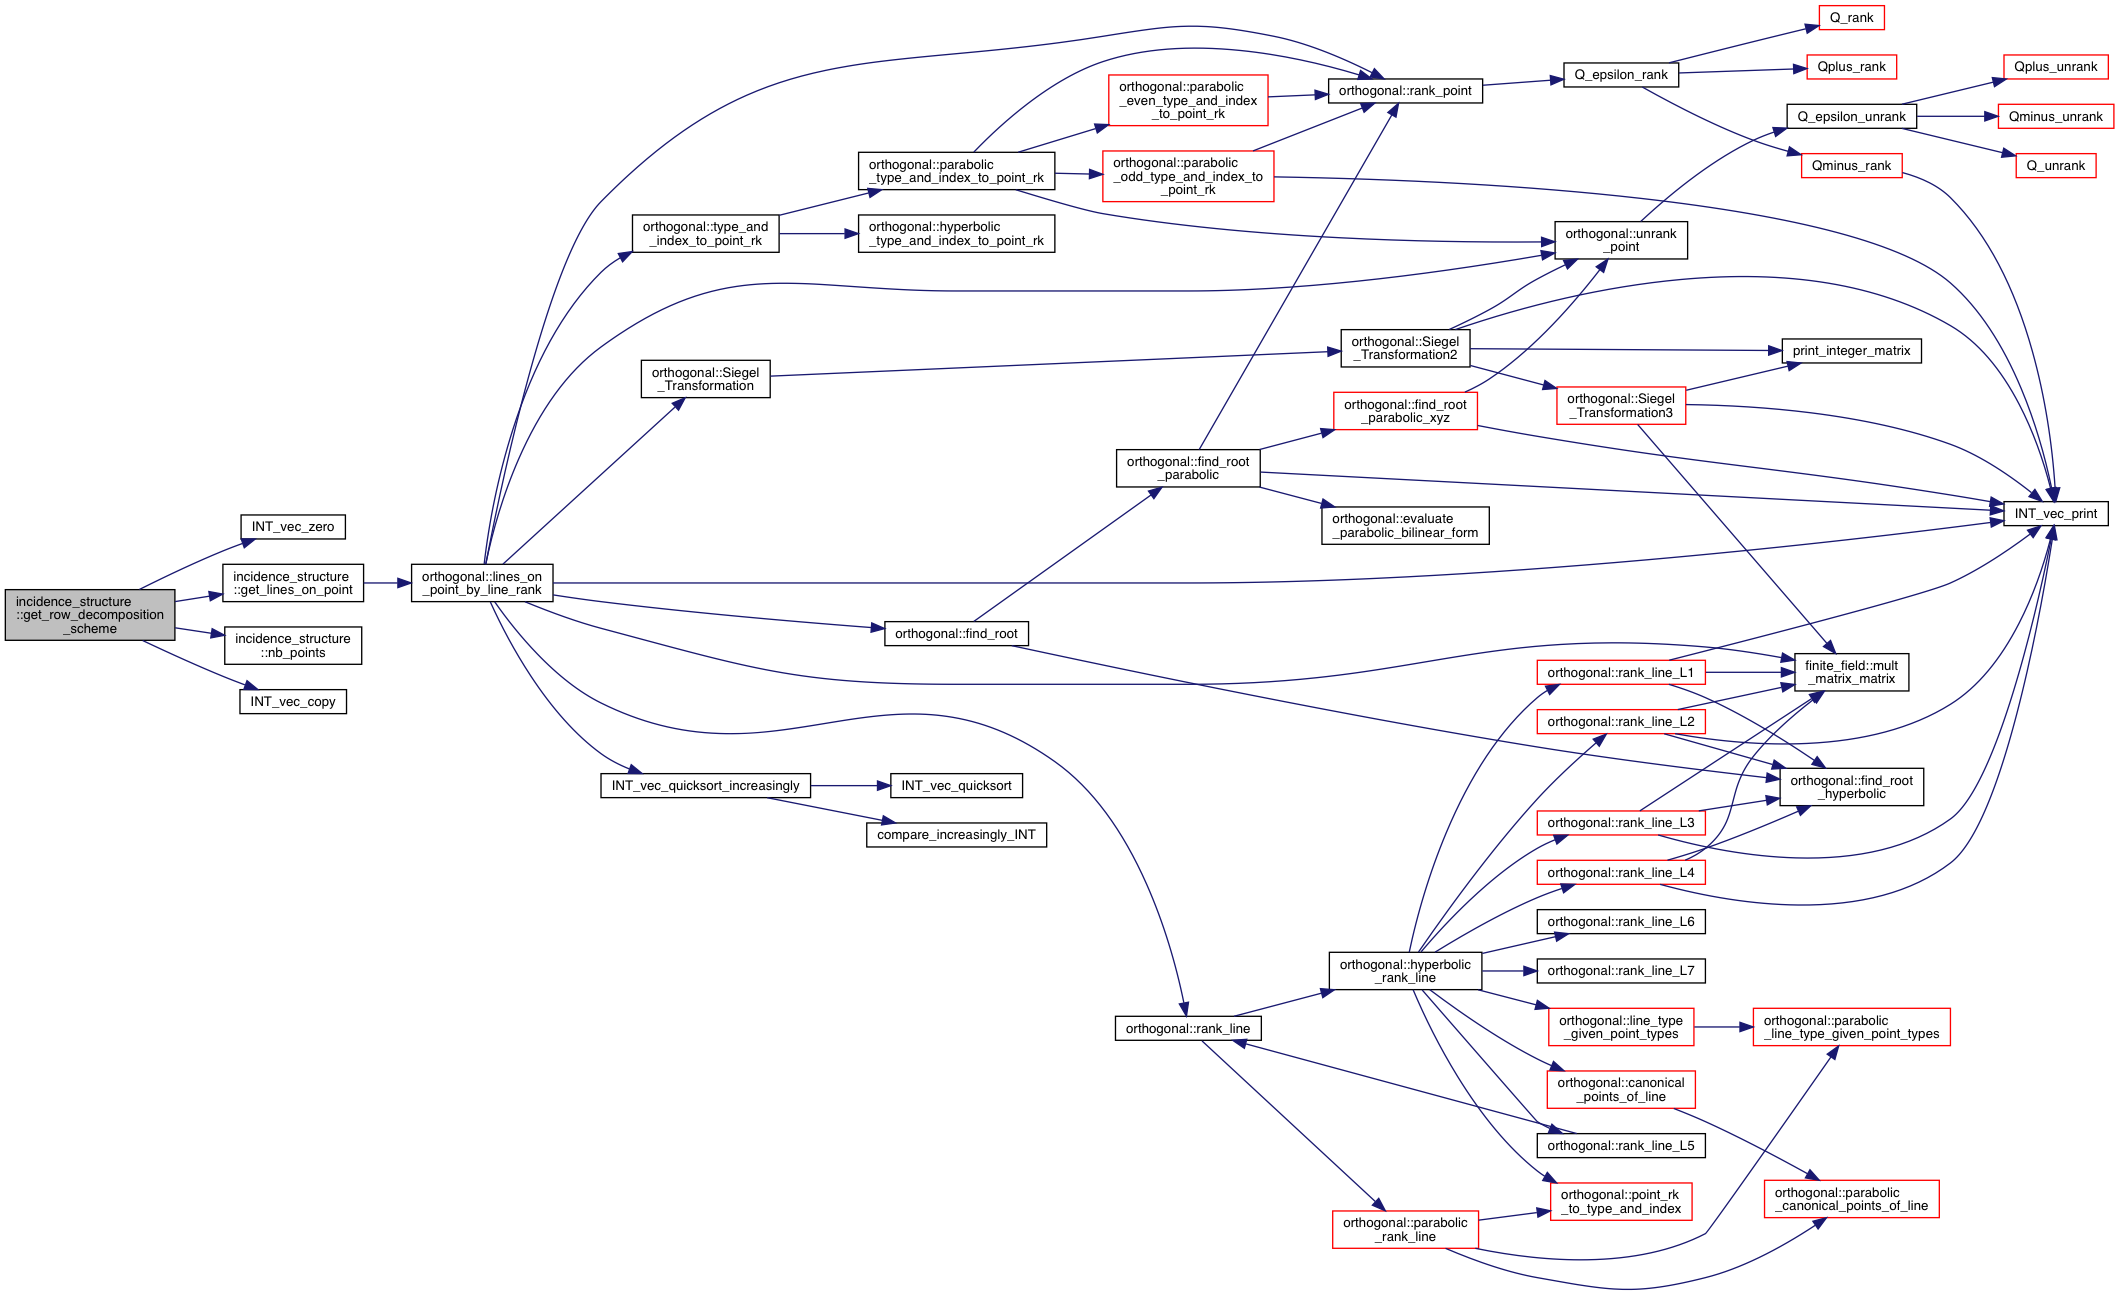 incidence_structure
::get_row_decomposition
_scheme
INT_vec_zero
incidence_structure
::get_lines_on_point
incidence_structure
::nb_points
INT_vec_copy
orthogonal::lines_on
_point_by_line_rank
orthogonal::type_and
_index_to_point_rk
orthogonal::Siegel
_Transformation
INT_vec_quicksort_increasingly
orthogonal::parabolic
_type_and_index_to_point_rk
orthogonal::hyperbolic
_type_and_index_to_point_rk
orthogonal::find_root
INT_vec_quicksort
compare_increasingly_INT
orthogonal::parabolic
_even_type_and_index
_to_point_rk
orthogonal::parabolic
_odd_type_and_index_to
_point_rk
orthogonal::find_root
_parabolic
orthogonal::rank_line
orthogonal::rank_point
orthogonal::Siegel
_Transformation2
orthogonal::find_root
_parabolic_xyz
orthogonal::evaluate
_parabolic_bilinear_form
orthogonal::hyperbolic
_rank_line
orthogonal::parabolic
_rank_line
Q_epsilon_rank
orthogonal::unrank
_point
orthogonal::Siegel
_Transformation3
orthogonal::rank_line_L1
orthogonal::rank_line_L2
orthogonal::rank_line_L3
orthogonal::rank_line_L4
orthogonal::rank_line_L6
orthogonal::rank_line_L7
orthogonal::line_type
_given_point_types
orthogonal::canonical
_points_of_line
orthogonal::rank_line_L5
orthogonal::point_rk
_to_type_and_index
Q_rank
Qplus_rank
Q_epsilon_unrank
Qminus_rank
print_integer_matrix
finite_field::mult
_matrix_matrix
orthogonal::find_root
_hyperbolic
orthogonal::parabolic
_line_type_given_point_types
orthogonal::parabolic
_canonical_points_of_line
Qplus_unrank
Qminus_unrank
Q_unrank
INT_vec_print